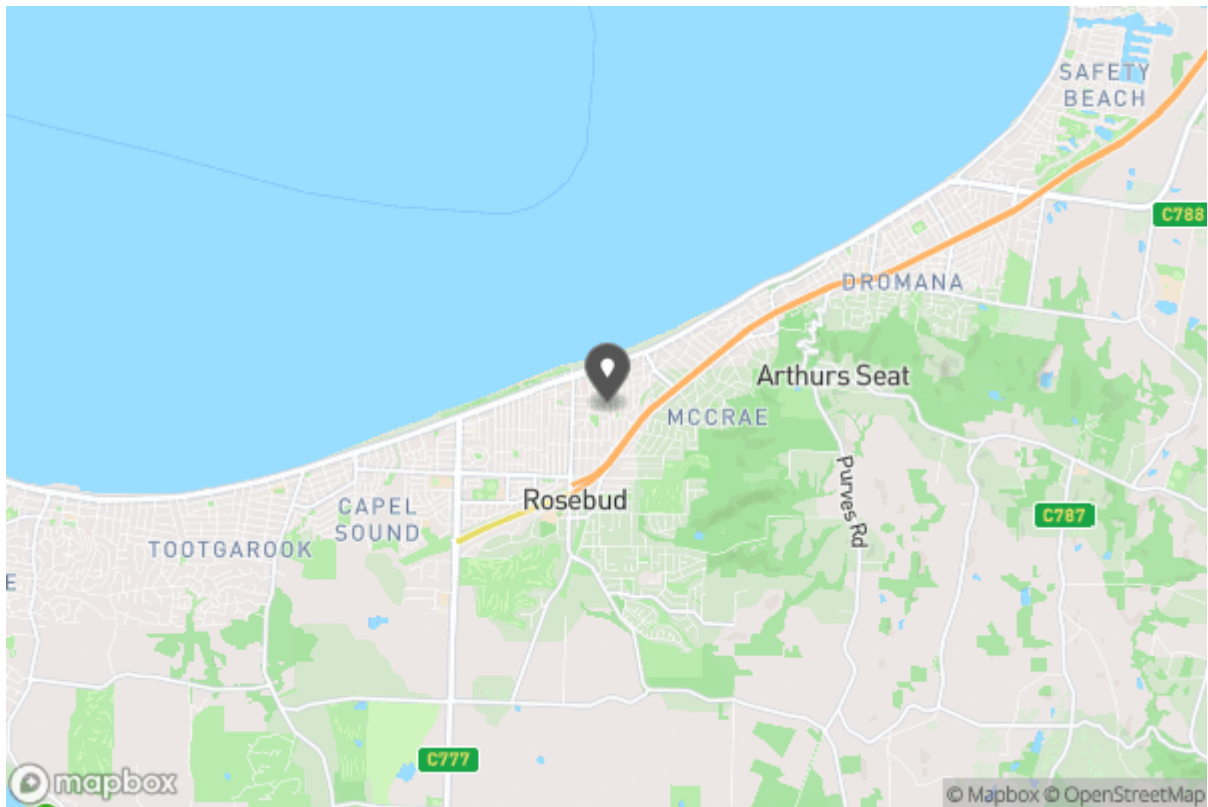 SAFETY
BEACH
C788
DROMANA
Arthurs Seat
MCCRAE
Purves Rd
Rosebud
CAPEL
SOUND
C787
TOOTGAROOK
E
C777
mapbox
© Mapbox © OpenStreetMap